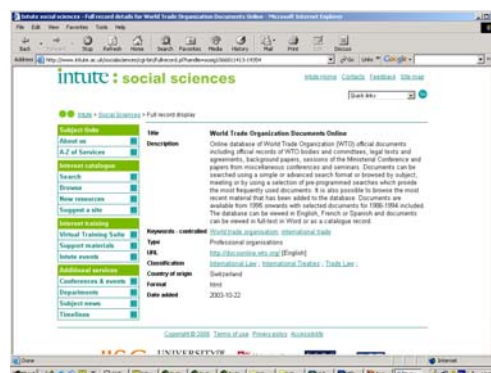 Intute social sciences - Full record details for World Trade Organization Documents Online - Microsoft Internet Explorer
File Edit View Favorites Tools Help
Back Stop Refresh Home Search Favorites Media History Mail Print
Address
Links Google
intute: social sciences
Intute Home Contacts Feedback Site map
Quick links
Intute > Social Sciences > Full record display
Subject links
About us
A-Z of Services
Internet catalogue
Search
Browse
New resources
Suggest a site
Internet training
Virtual Training Suite
Support materials
Intute events
Additional services
Conferences & events
Departments
Subject news
Timelines
Title World Trade Organization Documents Online
Description Online database of World Trade Organization (WTO) official documents
including official records of WTO bodies and committees, legal texts and
agreements, background papers, sessions of the Ministerial Conference and
papers from miscellaneous conferences and seminars. Documents can be
searched using a simple or advanced search format or browsed by subject,
meeting or by using a selection of pre-programmed searches which provide
the most frequently used documents. It is also possible to browse the most
recent material that has been added to the database. Documents are
available from 1995 onwards with selected documents for 1986-1994 included.
The database can be viewed in English, French or Spanish and documents
can be viewed in full-text in Word or as a catalogue record.
Keywords - controlled World trade organisation, international trade
Type Professional organisations
URL http://docsonline.wto.org/ [English]
Classification International Law ; International Treaties ; Trade Law ;
Country of origin Switzerland
Format html
Date added 2003-10-22
Copyright© 2006 Terms of use Privacy policy Accessibility
UNIVERSITY
Done Internet